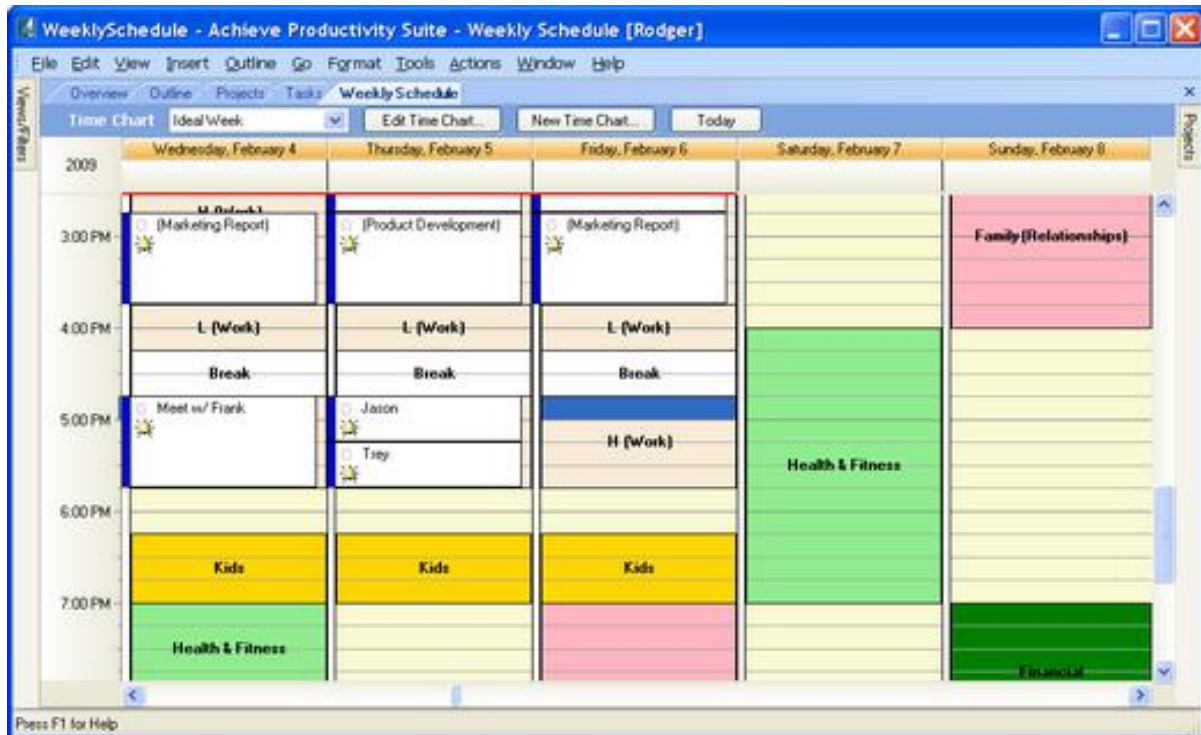 WeeklySchedule - Achieve Productivity Suite - Weekly Schedule [Rodger]
File Edit View Insert Outline Go Format Tools Actions Window Help
Views/Filters
Overview Outline Projects Tasks Weekly Schedule
Time Chart Ideal Week Edit Time Chart... New Time Chart... Today
Projects
2009
Wednesday, February 4 Thursday, February 5 Friday, February 6 Saturday, February 7 Sunday, February 8
H (Work)
(Marketing Report) (Product Development) (Marketing Report)
3:00 PM Family (Relationships)
4:00 PM L (Work) L (Work) L (Work)
Break Break Break
Meet w/ Frank Jason
5:00 PM
H (Work)
Trey
Health & Fitness
6:00 PM
Kids Kids Kids
7:00 PM
Health & Fitness
Financial
Press F1 for Help